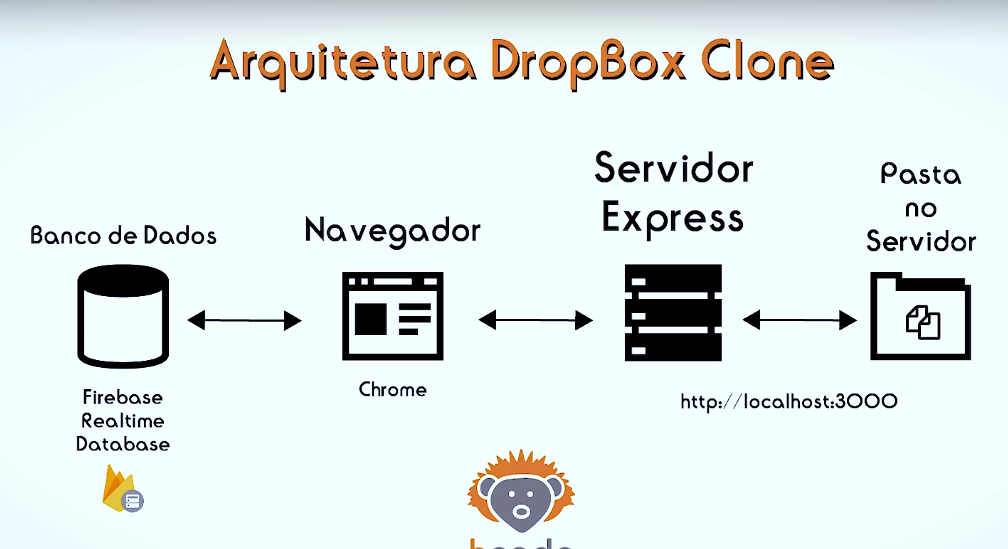 Arquitetura DropBox Clone
Banco de Dados
Firebase
Realtime
Database
Navegador
Chrome
Servidor
Express
http://localhost:3000
Pasta
no
Servidor